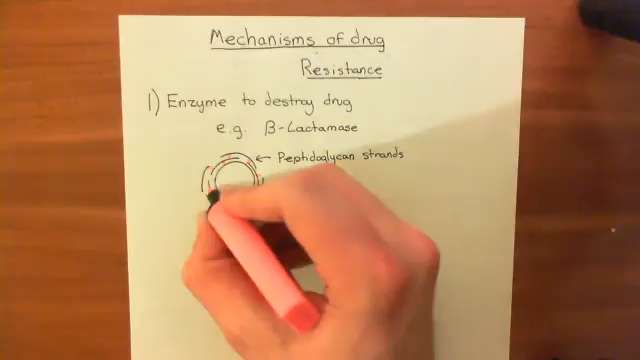 Mechanisms of drug
Resistance
1) Enzyme to destroy drug
e.g. β-Lactamase
← Peptidoglycan strands